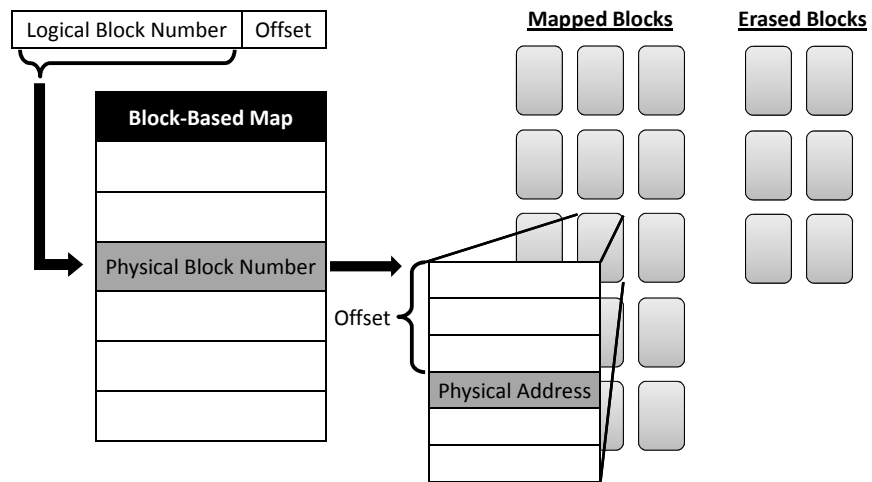 Logical Block Number Offset
Mapped Blocks
Erased Blocks
Block-Based Map
Physical Block Number
Offset
Physical Address